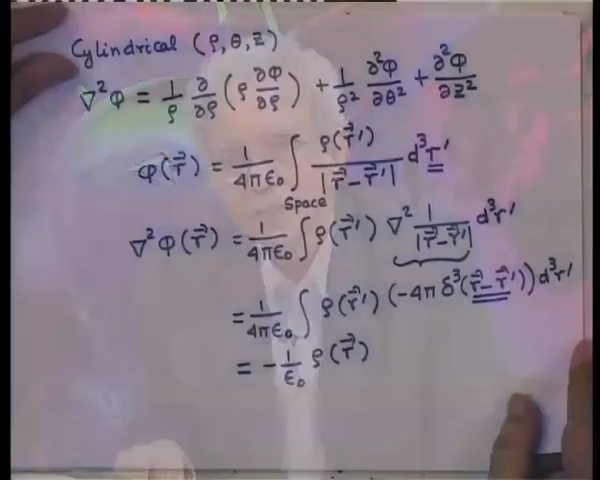 Cylindrical (ρ, θ, z)
∇²φ = 1/ρ ∂/∂ρ (ρ ∂φ/∂ρ) + 1/ρ² ∂²φ/∂θ² + ∂²φ/∂z²
φ(r⃗) = 1/4πε₀ ∫ ρ(r⃗')/|r⃗-r⃗'| d³r'
Space
∇²φ(r⃗) = 1/4πε₀ ∫ ρ(r⃗') ∇² 1/|r⃗-r⃗'| d³r'
= 1/4πε₀ ∫ ρ(r⃗') (-4π δ³(r⃗-r⃗')) d³r'
= -1/ε₀ ρ(r⃗)